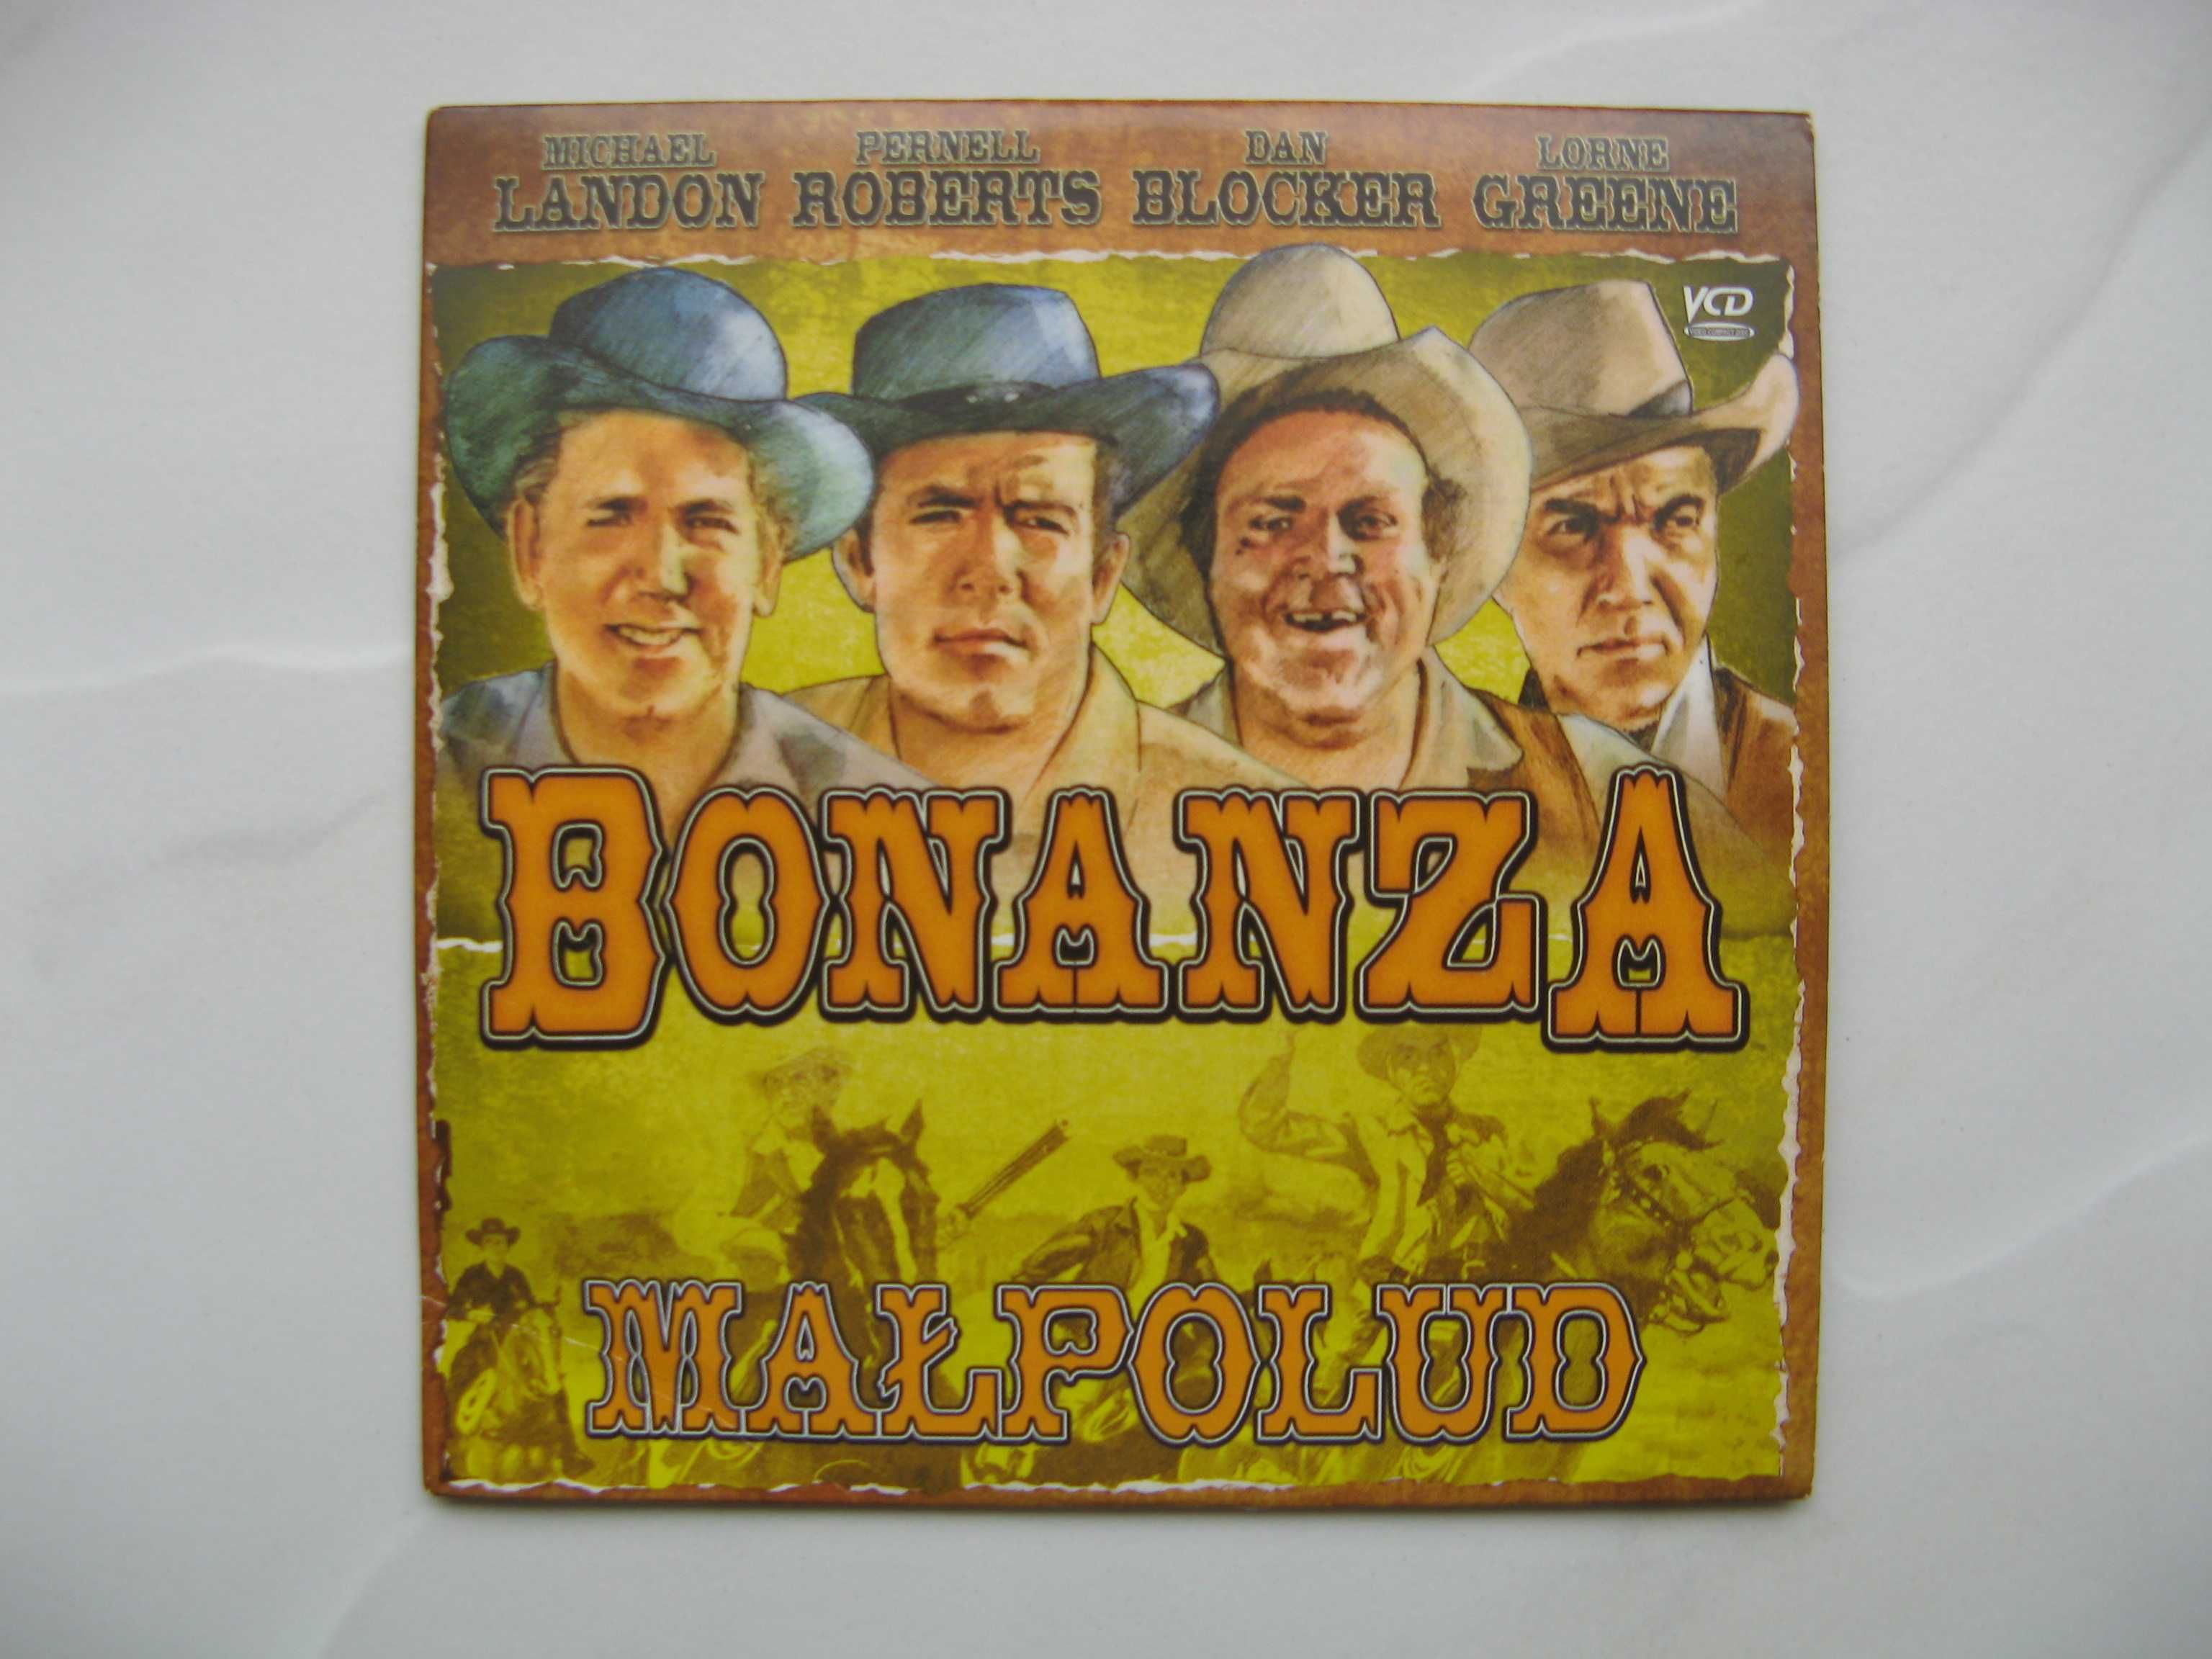 MICHAEL PERNELL DAN LORNE
LANDON ROBERTS BLOCKER GREENE
VCD
BONANZA
MAŁPOLUD